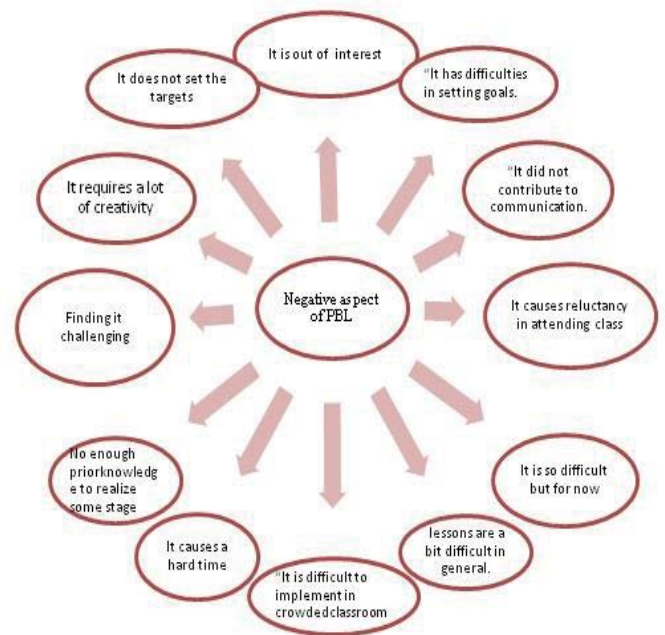 It is out of interest
"It has difficulties
in setting goals.
"It did not
contribute to
communication.
It causes reluctancy
in attending class
It is so difficult
but for now
lessons are a
bit difficult in
general.
"It is difficult to
implement in
crowdedclassroom
It causes a
hard time
No enough
priorknowledg
e to realize
some stage
Finding it
challenging
It requires a lot
of creativity
It does not set the
targets
Negative aspect
of PBL